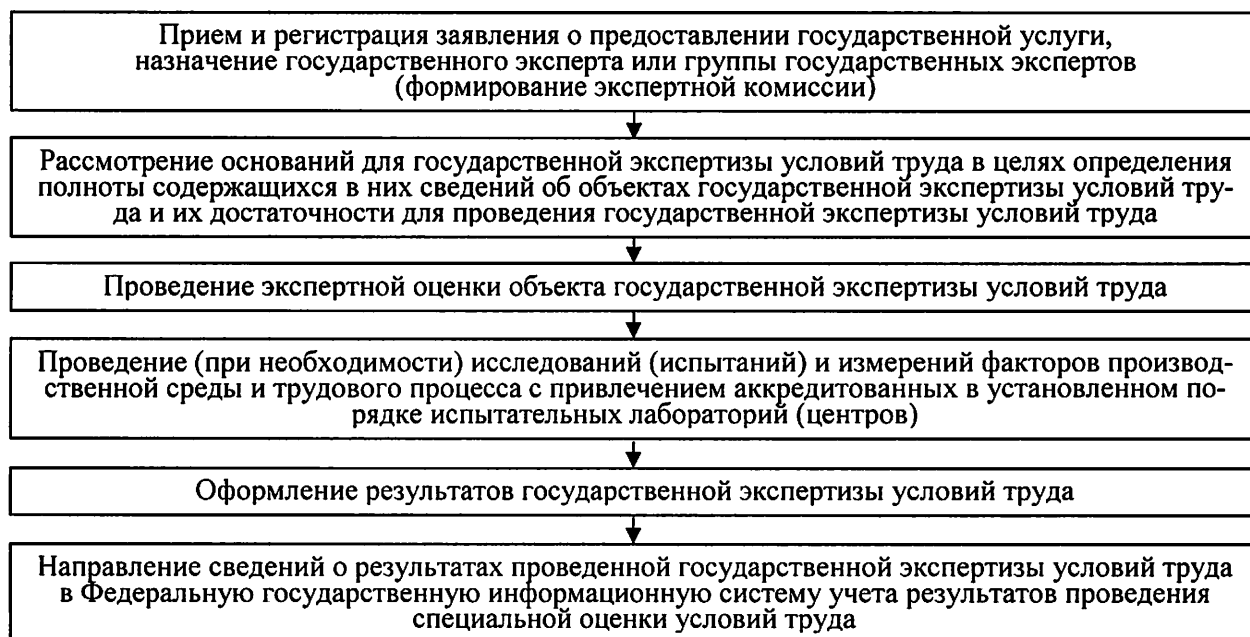 Прием и регистрация заявления о предоставлении государственной услуги,
назначение государственного эксперта или группы государственных экспертов
(формирование экспертной комиссии)
Рассмотрение оснований для государственной экспертизы условий труда в целях определения
полноты содержащихся в них сведений об объектах государственной экспертизы условий тру-
да и их достаточности для проведения государственной экспертизы условий труда
Проведение экспертной оценки объекта государственной экспертизы условий труда
Проведение (при необходимости) исследований (испытаний) и измерений факторов производ-
ственной среды и трудового процесса с привлечением аккредитованных в установленном по-
рядке испытательных лабораторий (центров)
Оформление результатов государственной экспертизы условий труда
Направление сведений о результатах проведенной государственной экспертизы условий труда
в Федеральную государственную информационную систему учета результатов проведения
специальной оценки условий труда